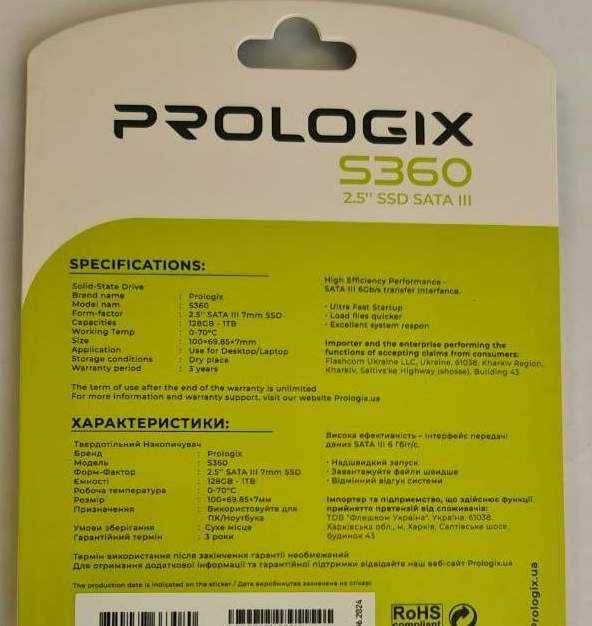 PROLOGIX
S360
2.5'' SSD SATA III
SPECIFICATIONS:
Solid-State Drive
Brand name : Prologix
Model nam. : S360
Form-factor : 2.5'' SATA III 7mm SSD
Capacities : 128GB - 1TB
Working Temp : 0-70°C
Size : 100×69.85×7mm
Application : Use for Desktop/Laptop
Storage conditions : Dry place
Warranty period : 3 years
High Efficiency Performance -
SATA III 6Gb/s transfer Interfance.
· Ultra Fast Startup
· Load files quicker
· Excellent system respon
Importer and the enterprise performing the
functions of accepting claims from consumers:
Flashcom Ukraine LLC, Ukraine, 61038, Kharkiv Region,
Kharkiv, Saltivs'ke Highway (shosse), Building 43
The term of use after the end of the warranty is unlimited
For more information and warranty support, visit our website Prologix.ua
ХАРАКТЕРИСТИКИ:
Твердотільний Накопичувач
Бренд : Prologix
Модель : S360
Форм-Фактор : 2.5'' SATA III 7mm SSD
Ємності : 128GB - 1TB
Робоча температура : 0-70°C
Розмір : 100×69.85×7мм
Призначення : Використовуйте для
ПК/Ноутбука
Умови зберігання : Сухе місце
Гарантійний термін : 3 роки
Висока ефективність - Інтерфейс передачі
даних SATA III 6 Гбіт/с.
· Надшвидкий запуск
· Завантажуйте файли швидше
· Відмінний відгук системи
Імпортер та підприємство, що здійснює функції
прийняття претензій від споживачів:
ТОВ "Флешком Україна", Україна, 61038,
Харківська обл., м. Харків, Салтівське шосе,
будинок 43
Термін використання після закінчення гарантії необмежений
Для отримання додаткової інформації та гарантійної підтримки відвідайте наш веб-сайт Prologix.ua
The production date is indicated on the sticker / Дата виробництва зазначена на стікері
06.2024
RoHS
compliant
Prologix.ua